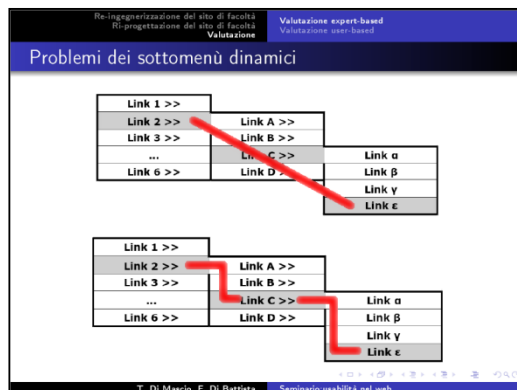 Re-ingegnerizzazione del sito di facoltà
Ri-progettazione del sito di facoltà
Valutazione
Valutazione expert-based
Valutazione user-based
Problemi dei sottomenù dinamici
Link 1 >>
Link 2 >>
Link 3 >>
...
Link 6 >>
Link A >>
Link B >>
Link C >>
Link D >>
Link α
Link β
Link γ
Link ε
Link 1 >>
Link 2 >>
Link 3 >>
...
Link 6 >>
Link A >>
Link B >>
Link C >>
Link D >>
Link α
Link β
Link γ
Link ε
T. Di Mascio, F. Di Battista
Seminario usabilità nel web